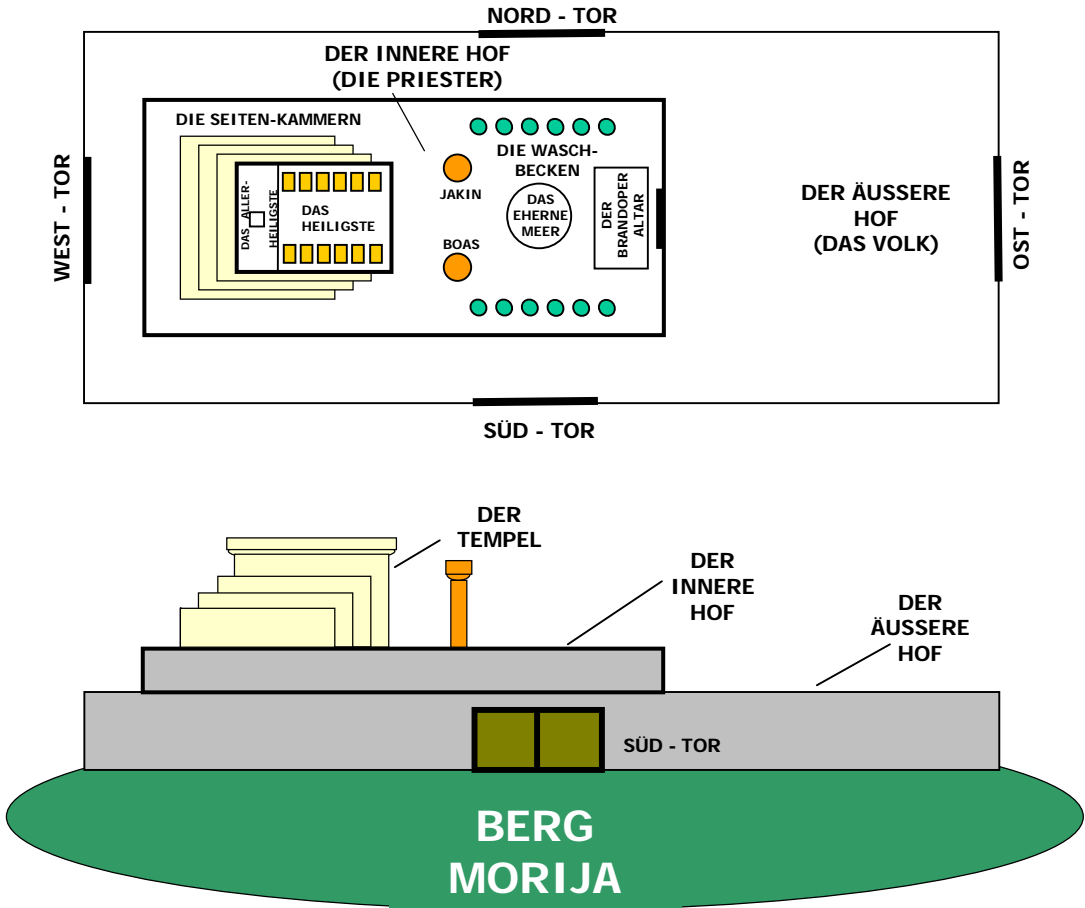 NORD - TOR
DER INNERE HOF
(DIE PRIESTER)
DIE SEITEN-KAMMERN
DIE WASCH-
BECKEN
WEST - TOR
DAS ALLER-
HEILIGSTE
DAS
HEILIGSTE
JAKIN
BOAS
DAS
EHERNE
MEER
DER
BRANDOPER
ALTAR
DER ÄUSSERE
HOF
(DAS VOLK)
OST - TOR
SÜD - TOR
DER
TEMPEL
DER
INNERE
HOF
DER
ÄUSSERE
HOF
SÜD - TOR
BERG
MORIJA